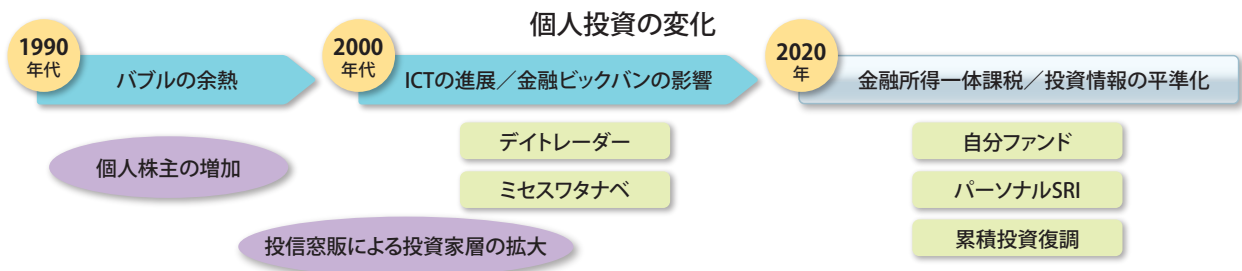 個人投資の変化
1990
年代
バブルの余熱
2000
年代
ICTの進展／金融ビックバンの影響
2020
年
金融所得一体課税／投資情報の平準化
個人株主の増加
デイトレーダー
ミセスワタナベ
投信窓販による投資家層の拡大
自分ファンド
パーソナルSRI
累積投資復調